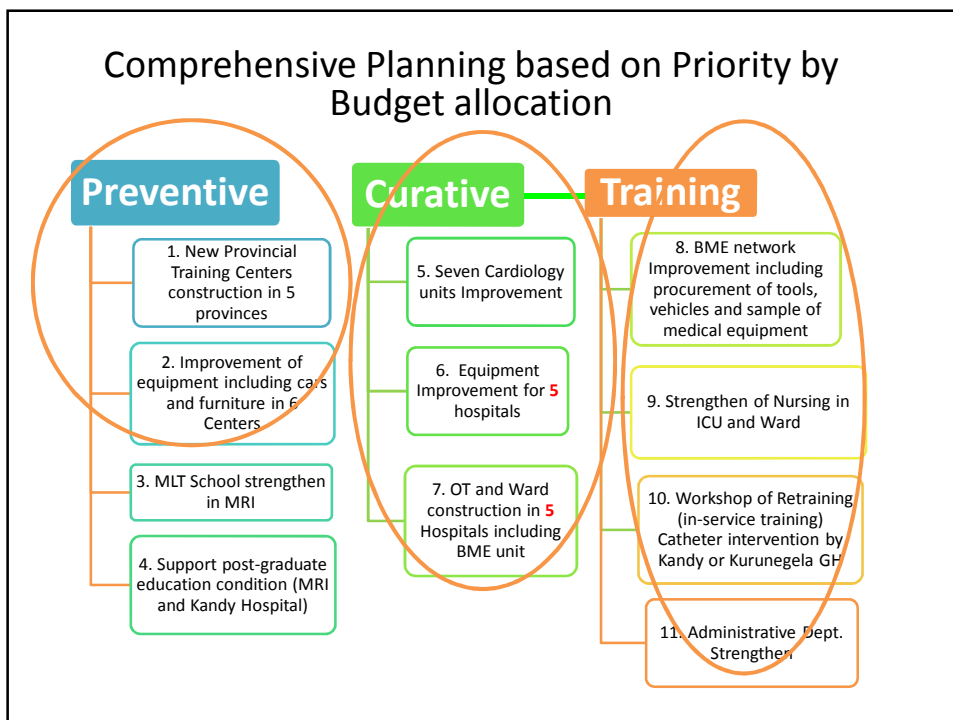 Comprehensive Planning based on Priority by
Budget allocation
Preventive
1. New Provincial
Training Centers
construction in 5
provinces
2. Improvement of
equipment including cars
and furniture in 6
Centers
3. MLT School strengthen
in MRI
4. Support post-graduate
education condition (MRI
and Kandy Hospital)
Curative
5. Seven Cardiology
units Improvement
6. Equipment
Improvement for 5
hospitals
7. OT and Ward
construction in 5
Hospitals including
BME unit
Training
8. BME network
Improvement including
procurement of tools,
vehicles and sample of
medical equipment
9. Strengthen of Nursing in
ICU and Ward
10. Workshop of Retraining
(in-service training)
Catheter intervention by
Kandy or Kurunegela GH
11. Administrative Dept.
Strengthen